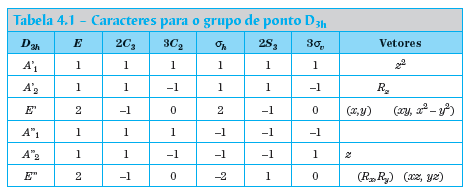 Tabela 4.1 – Caracteres para o grupo de ponto D3h
D3h E 2C3 3C2 σh 2S3 3σv Vetores
A'1 1 1 1 1 1 1 z²
A'2 1 1 –1 1 1 –1 Rz
E' 2 –1 0 2 –1 0 (x,y) (xy, x² – y²)
A"1 1 1 1 –1 –1 –1
A"2 1 1 –1 –1 –1 1 z
E" 2 –1 0 –2 1 0 (Rx,Ry) (xz, yz)